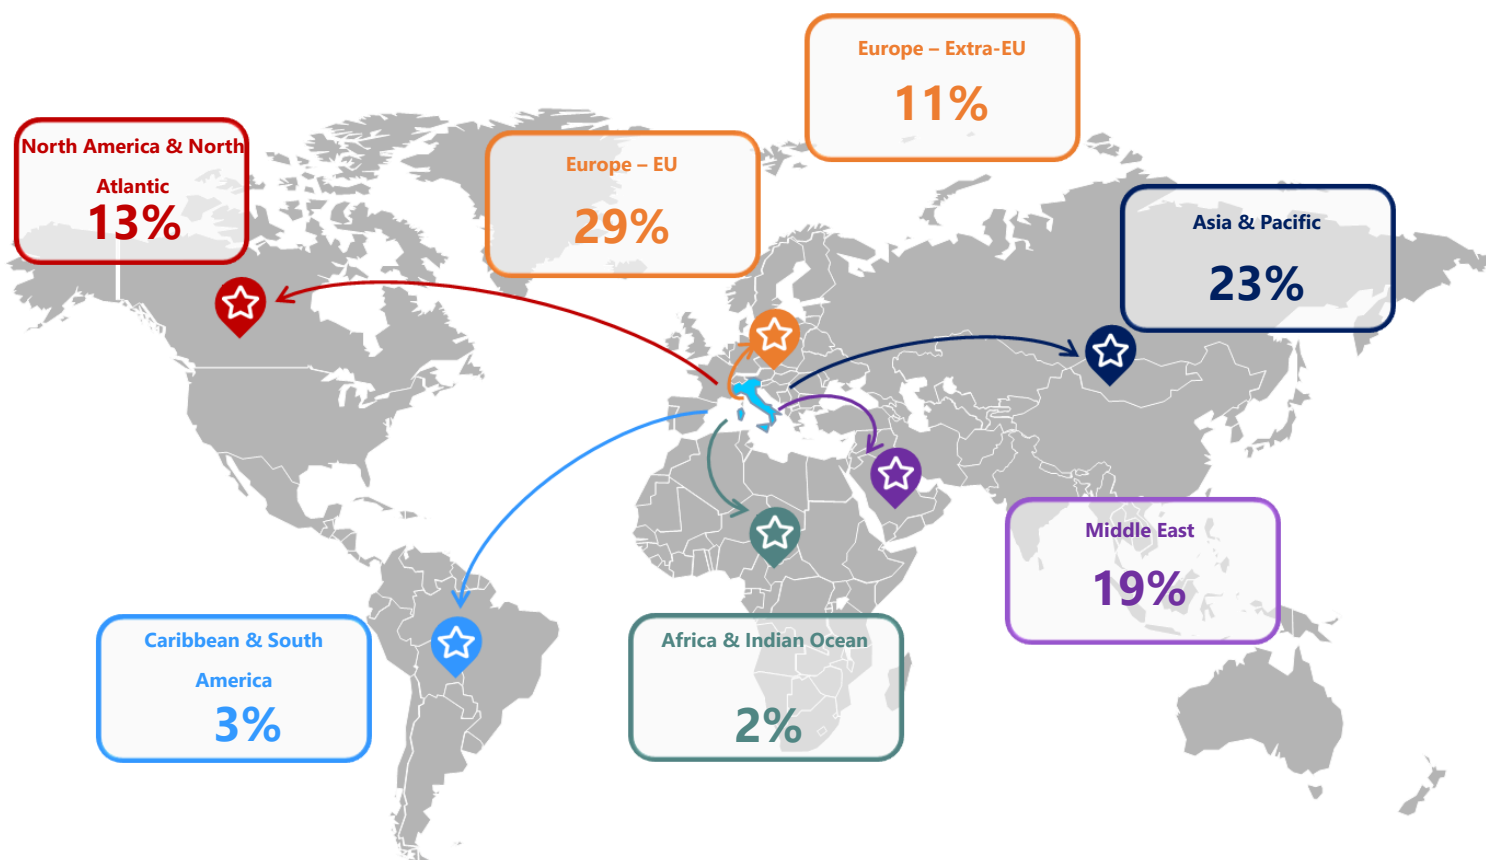 Europe – Extra-EU
11%
North America & North
Atlantic
13%
Europe – EU
29%
Asia & Pacific
23%
Middle East
19%
Caribbean & South
America
3%
Africa & Indian Ocean
2%